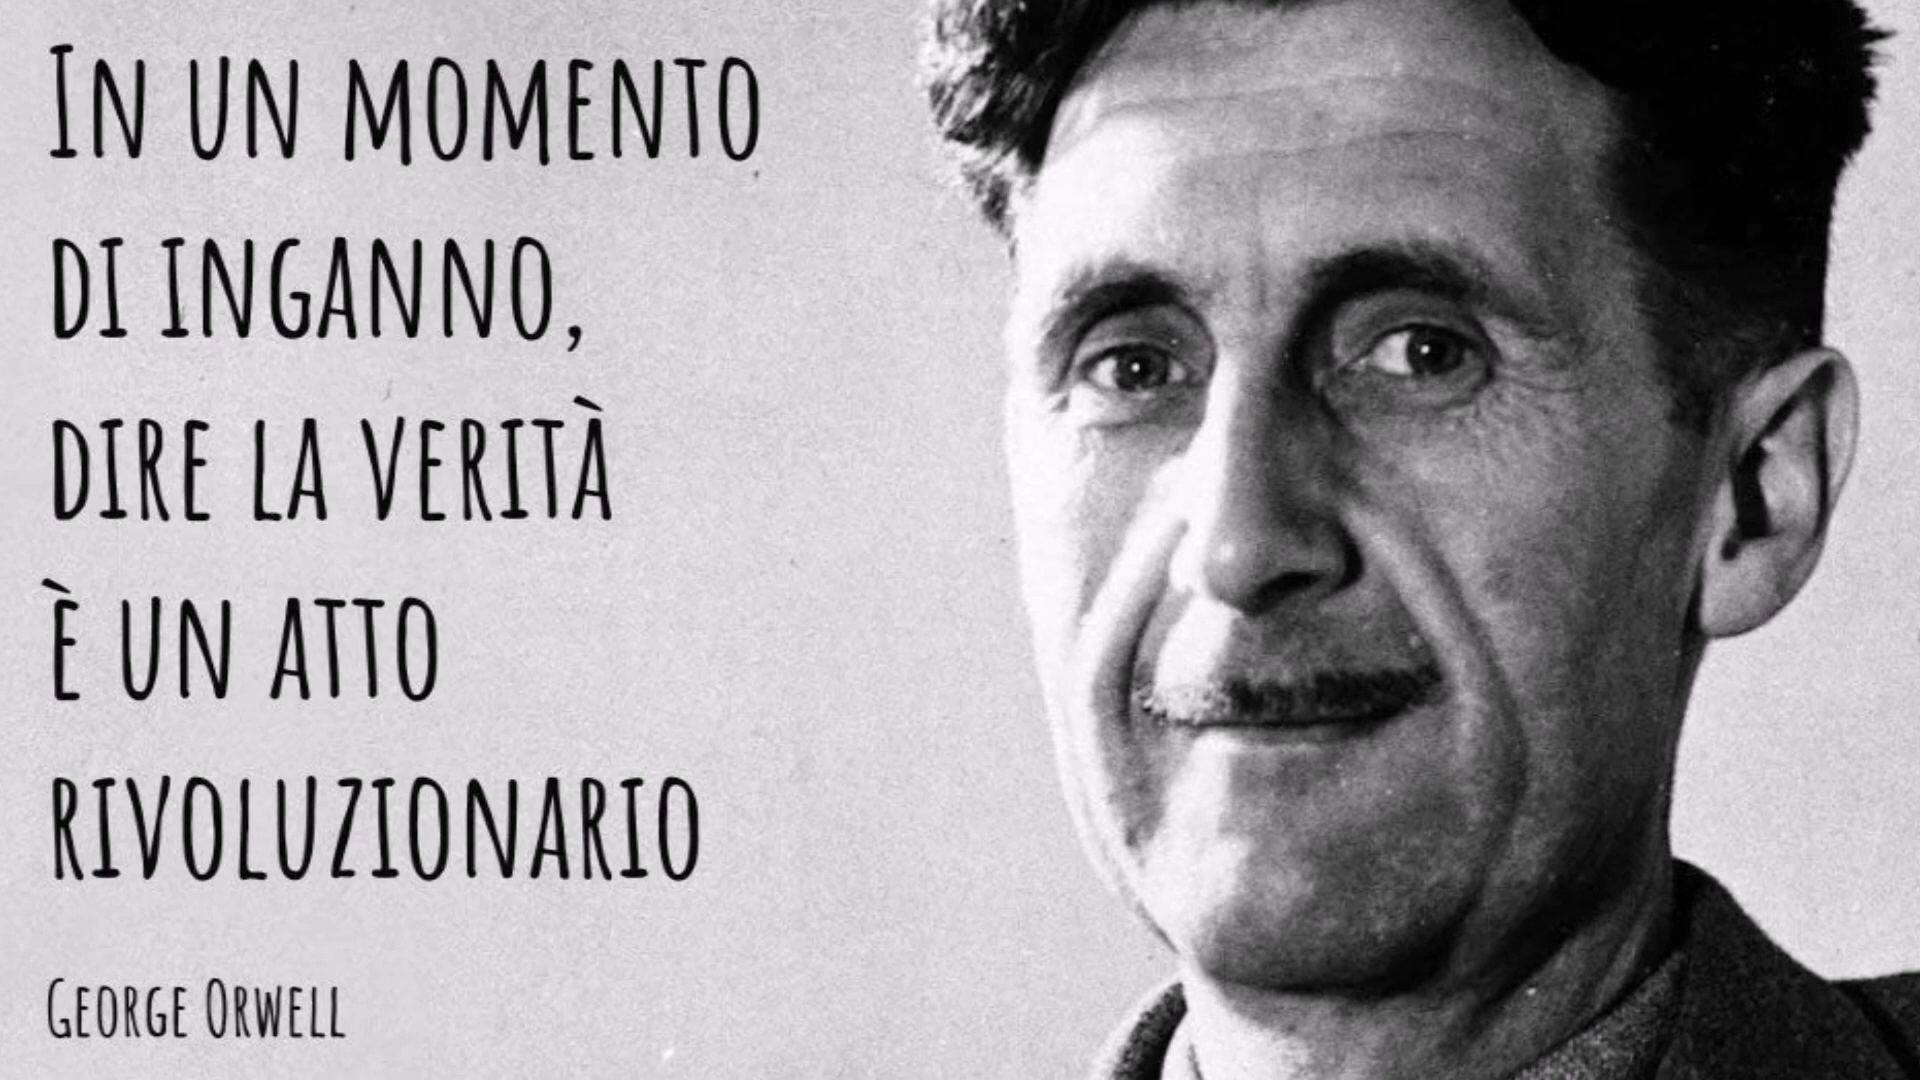 In un momento
di inganno,
dire la verità
è un atto
rivoluzionario
George Orwell